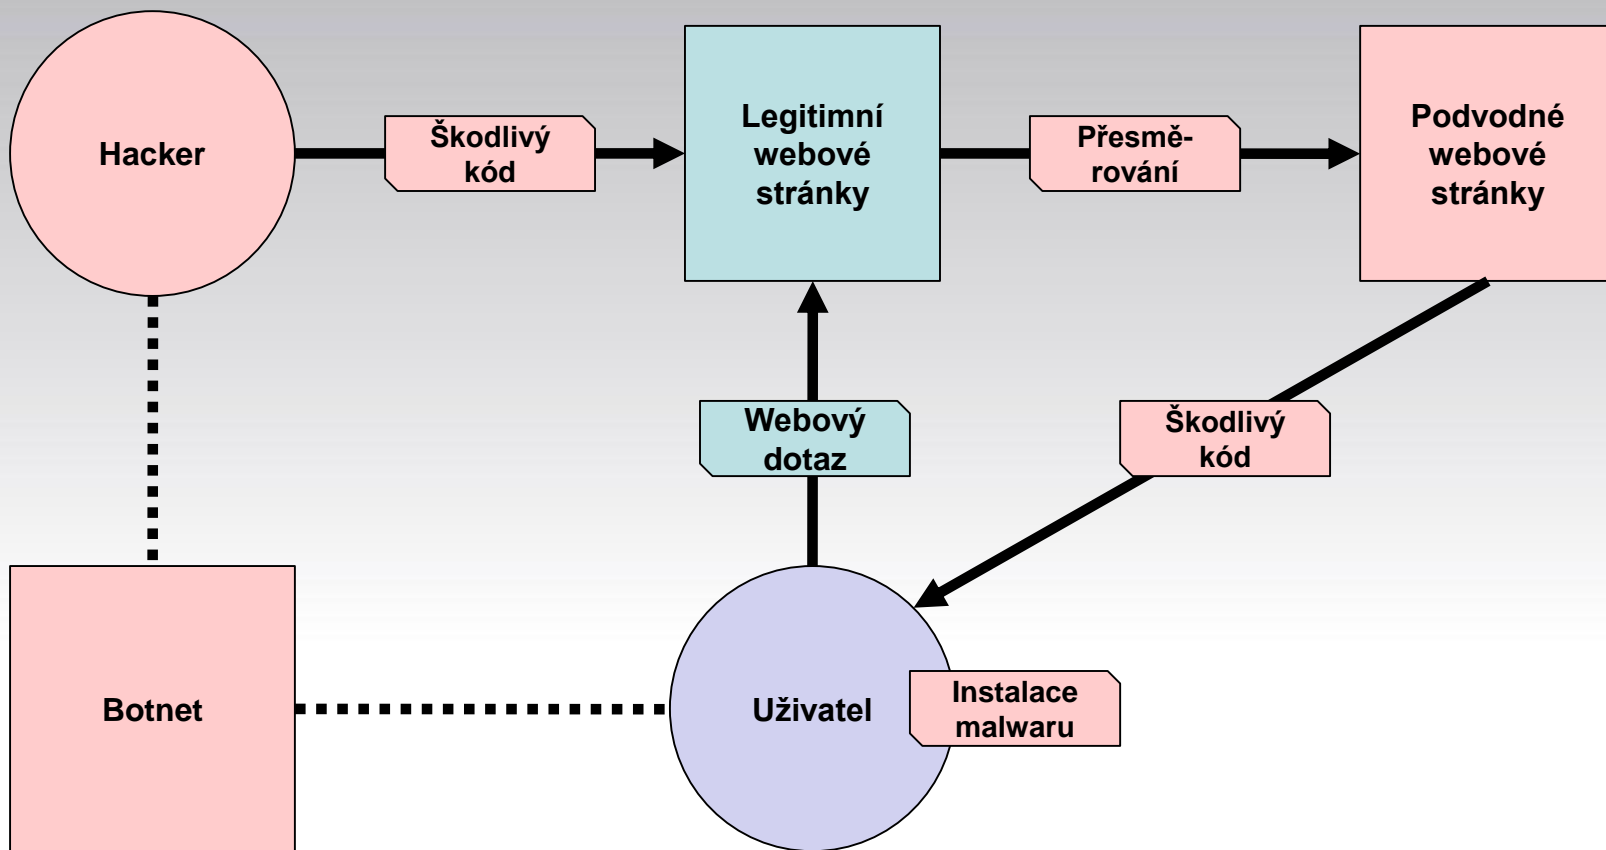 Hacker
Škodlivý
kód
Legitimní
webové
stránky
Přesmě-
rování
Podvodné
webové
stránky
Webový
dotaz
Škodlivý
kód
Botnet
Uživatel
Instalace
malwaru